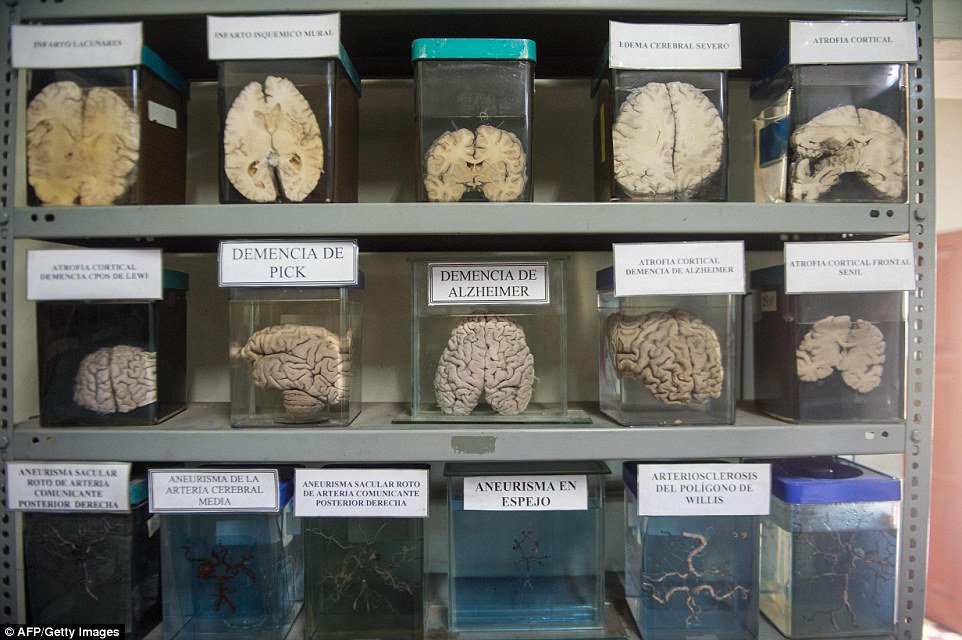 INFARTO LACUNARES
INFARTO ISQUEMICO MURAL
EDEMA CEREBRAL SEVERO
ATROFIA CORTICAL
ATROFIA CORTICAL
DEMENCIA CPOS DE LEWI
DEMENCIA DE
PICK
DEMENCIA DE
ALZHEIMER
ATROFIA CORTICAL
DEMENCIA DE ALZHEIMER
ATROFIA CORTICAL FRONTAL
SENIL
ANEURISMA SACULAR
ROTO DE ARTERIA
COMUNICANTE
POSTERIOR DERECHA
ANEURISMA DE LA
ARTERIA CEREBRAL
MEDIA
ANEURISMA SACULAR ROTO
DE ARTERIA COMUNICANTE
POSTERIOR DERECHA
ANEURISMA EN
ESPEJO
ARTERIOSCLEROSIS
DEL POLÍGONO DE
WILLIS
© AFP/Getty Images